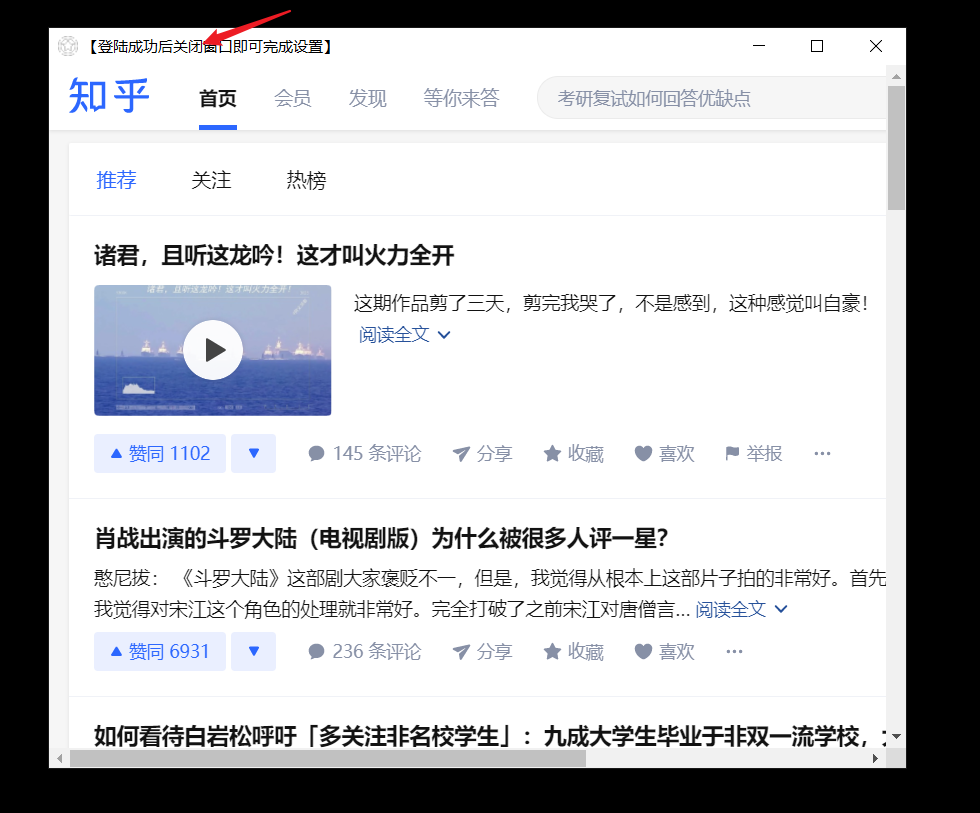 【登陆成功后关闭窗口即可完成设置】
知乎 首页 会员 发现 等你来答 考研复试如何回答优缺点
推荐 关注 热榜
诸君，且听这龙吟！这才叫火力全开
诸君，且听这龙吟！这才叫火力全开！
这期作品剪了三天，剪完我哭了，不是感到，这种感觉叫自豪！
阅读全文
赞同 1102 145 条评论 分享 收藏 喜欢 举报
肖战出演的斗罗大陆（电视剧版）为什么被很多人评一星？
憨尼拔： 《斗罗大陆》这部剧大家褒贬不一，但是，我觉得从根本上这部片子拍的非常好。首先
我觉得对宋江这个角色的处理就非常好。完全打破了之前宋江对唐僧言... 阅读全文
赞同 6931 236 条评论 分享 收藏 喜欢
如何看待白岩松呼吁「多关注非名校学生」：九成大学生毕业于非双一流学校，